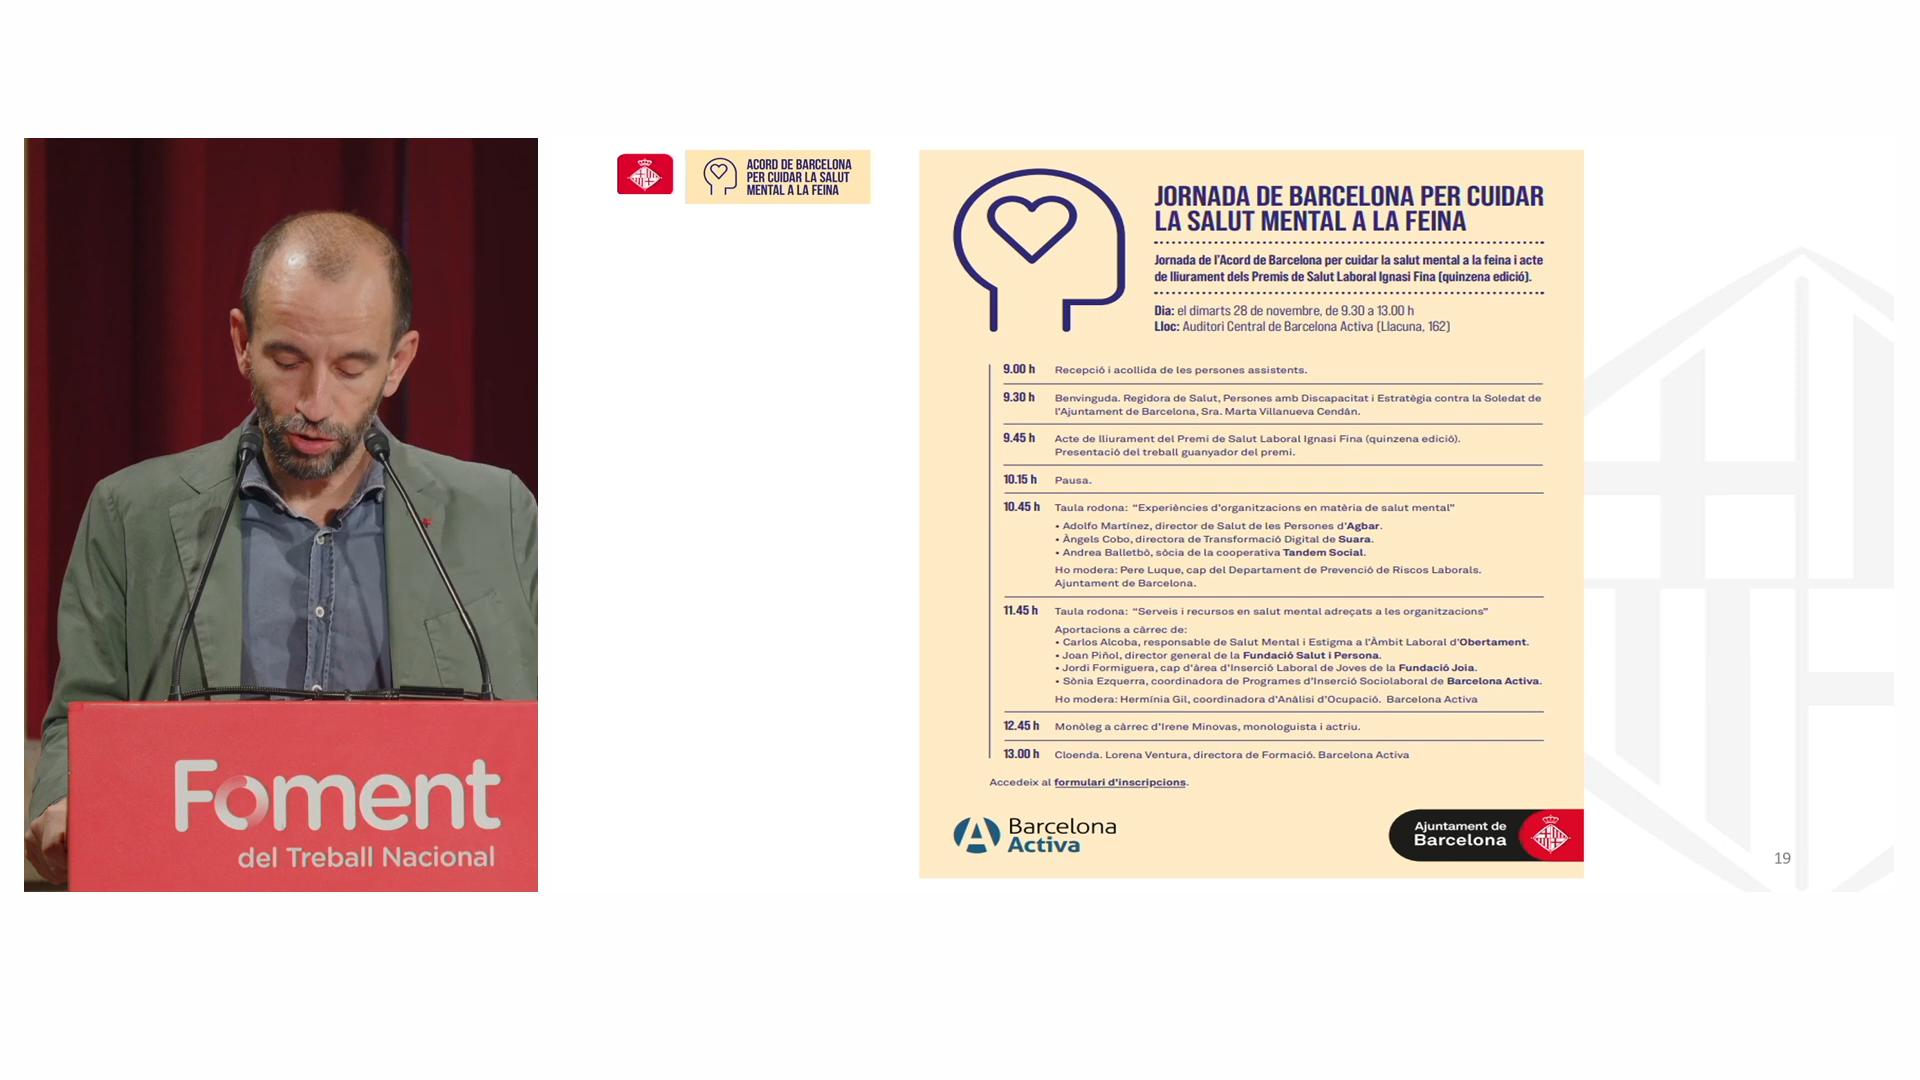 Foment
del Treball Nacional
ACORD DE BARCELONA
PER CUIDAR LA SALUT
MENTAL A LA FEINA
JORNADA DE BARCELONA PER CUIDAR
LA SALUT MENTAL A LA FEINA
Jornada de l'Acord de Barcelona per cuidar la salut mental a la feina i acte
de lliurament dels Premis de Salut Laboral Ignasi Fina (quinzena edició).
Dia: el dimarts 28 de novembre, de 9.30 a 13.00 h
Lloc: Auditori Central de Barcelona Activa (Llacuna, 162)
9.00 h Recepció i acollida de les persones assistents.
9.30 h Benvinguda. Regidora de Salut, Persones amb Discapacitat i Estratègia contra la Soledat de
l'Ajuntament de Barcelona, Sra. Marta Villanueva Cendán.
9.45 h Acte de lliurament del Premi de Salut Laboral Ignasi Fina (quinzena edició).
Presentació del treball guanyador del premi.
10.15 h Pausa.
10.45 h Taula rodona: "Experiències d'organitzacions en matèria de salut mental"
• Adolfo Martínez, director de Salut de les Persones d'Agbar.
• Àngels Cobo, directora de Transformació Digital de Suara.
• Andrea Balletbò, sòcia de la cooperativa Tandem Social.
Ho modera: Pere Luque, cap del Departament de Prevenció de Riscos Laborals.
Ajuntament de Barcelona.
11.45 h Taula rodona: "Serveis i recursos en salut mental adreçats a les organitzacions"
Aportacions a càrrec de:
• Carlos Alcoba, responsable de Salut Mental i Estigma a l'Àmbit Laboral d'Obertament.
• Joan Piñol, director general de la Fundació Salut i Persona.
• Jordi Formiguera, cap d'àrea d'Inserció Laboral de Joves de la Fundació Joia.
• Sònia Ezquerra, coordinadora de Programes d'Inserció Sociolaboral de Barcelona Activa.
Ho modera: Hermínia Gil, coordinadora d'Anàlisi d'Ocupació. Barcelona Activa
12.45 h Monòleg a càrrec d'Irene Minovas, monologuista i actriu.
13.00 h Cloenda. Lorena Ventura, directora de Formació. Barcelona Activa
Accedeix al formulari d'inscripcions.
Barcelona
Activa
Ajuntament de
Barcelona
19